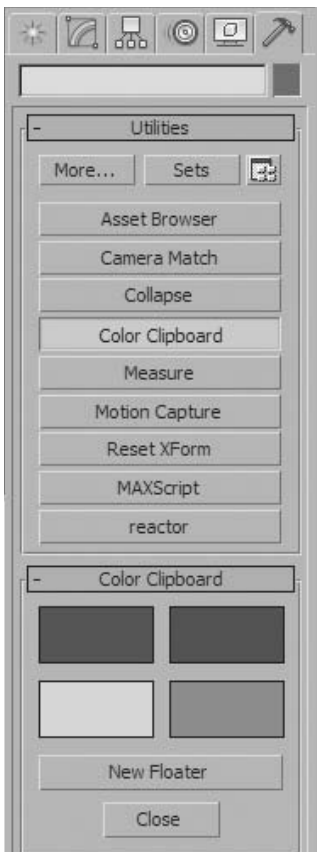 - Utilities
More... Sets
Asset Browser
Camera Match
Collapse
Color Clipboard
Measure
Motion Capture
Reset XForm
MAXScript
reactor
- Color Clipboard
New Floater
Close